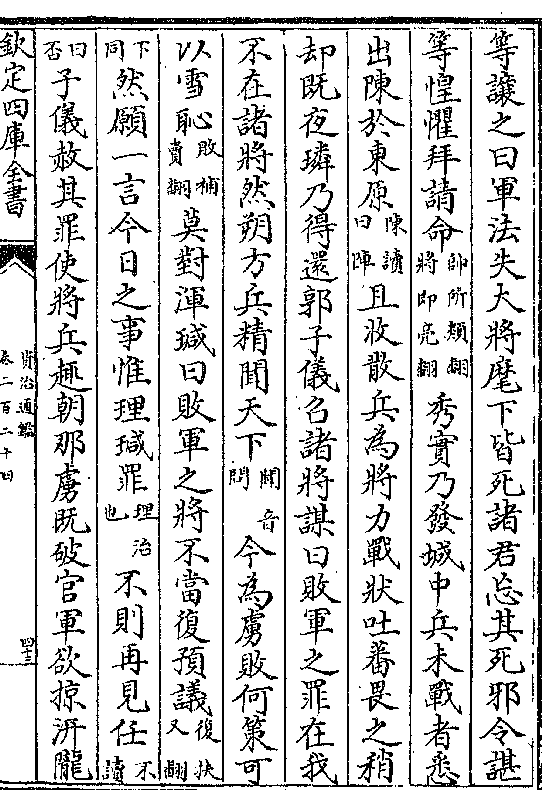 等讓之曰軍法失大將麾下皆死諸君忘其死邪令諶
等惶懼拜請命帥所類翻將即亮翻秀實乃發城中兵未戰者悉
出陳於東原陳讀曰陣且收散兵為將力戰狀吐蕃畏之稍
却既夜璘乃得還郭子儀召諸將謀曰敗軍之罪在我
不在諸將然朔方兵精聞天下聞音問今為虜敗何策可
以雪恥敗補賣翻莫對渾瑊曰敗軍之將不當復預議復扶又翻
下同然願一言今日之事惟理瑊罪理治也不則再見任不讀
曰否子儀赦其罪使將兵趣朝那虜既破官軍欲掠汧隴
欽定四庫全書
資治通鑑
卷二百二十四
四十三